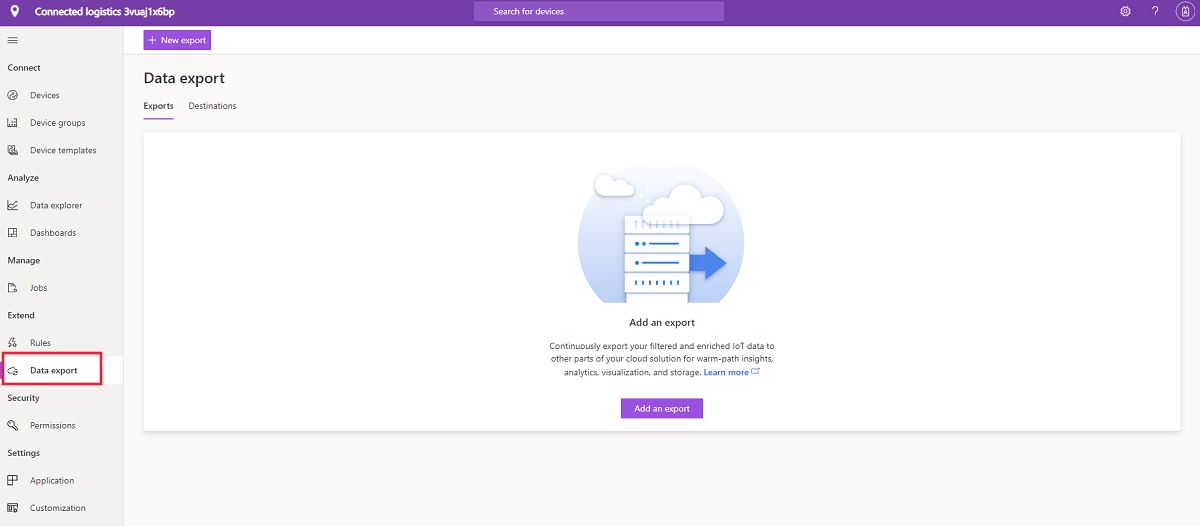 Connected logistics 3vuaj1x6bp
Search for devices
?
Connect
Devices
Device groups
Device templates
Analyze
Data explorer
Dashboards
Manage
Jobs
Extend
Rules
Data export
Security
Permissions
Settings
Application
Customization
+ New export
Data export
Exports Destinations
Add an export
Continuously export your filtered and enriched IoT data to
other parts of your cloud solution for warm-path insights,
analytics, visualization, and storage. Learn more
Add an export